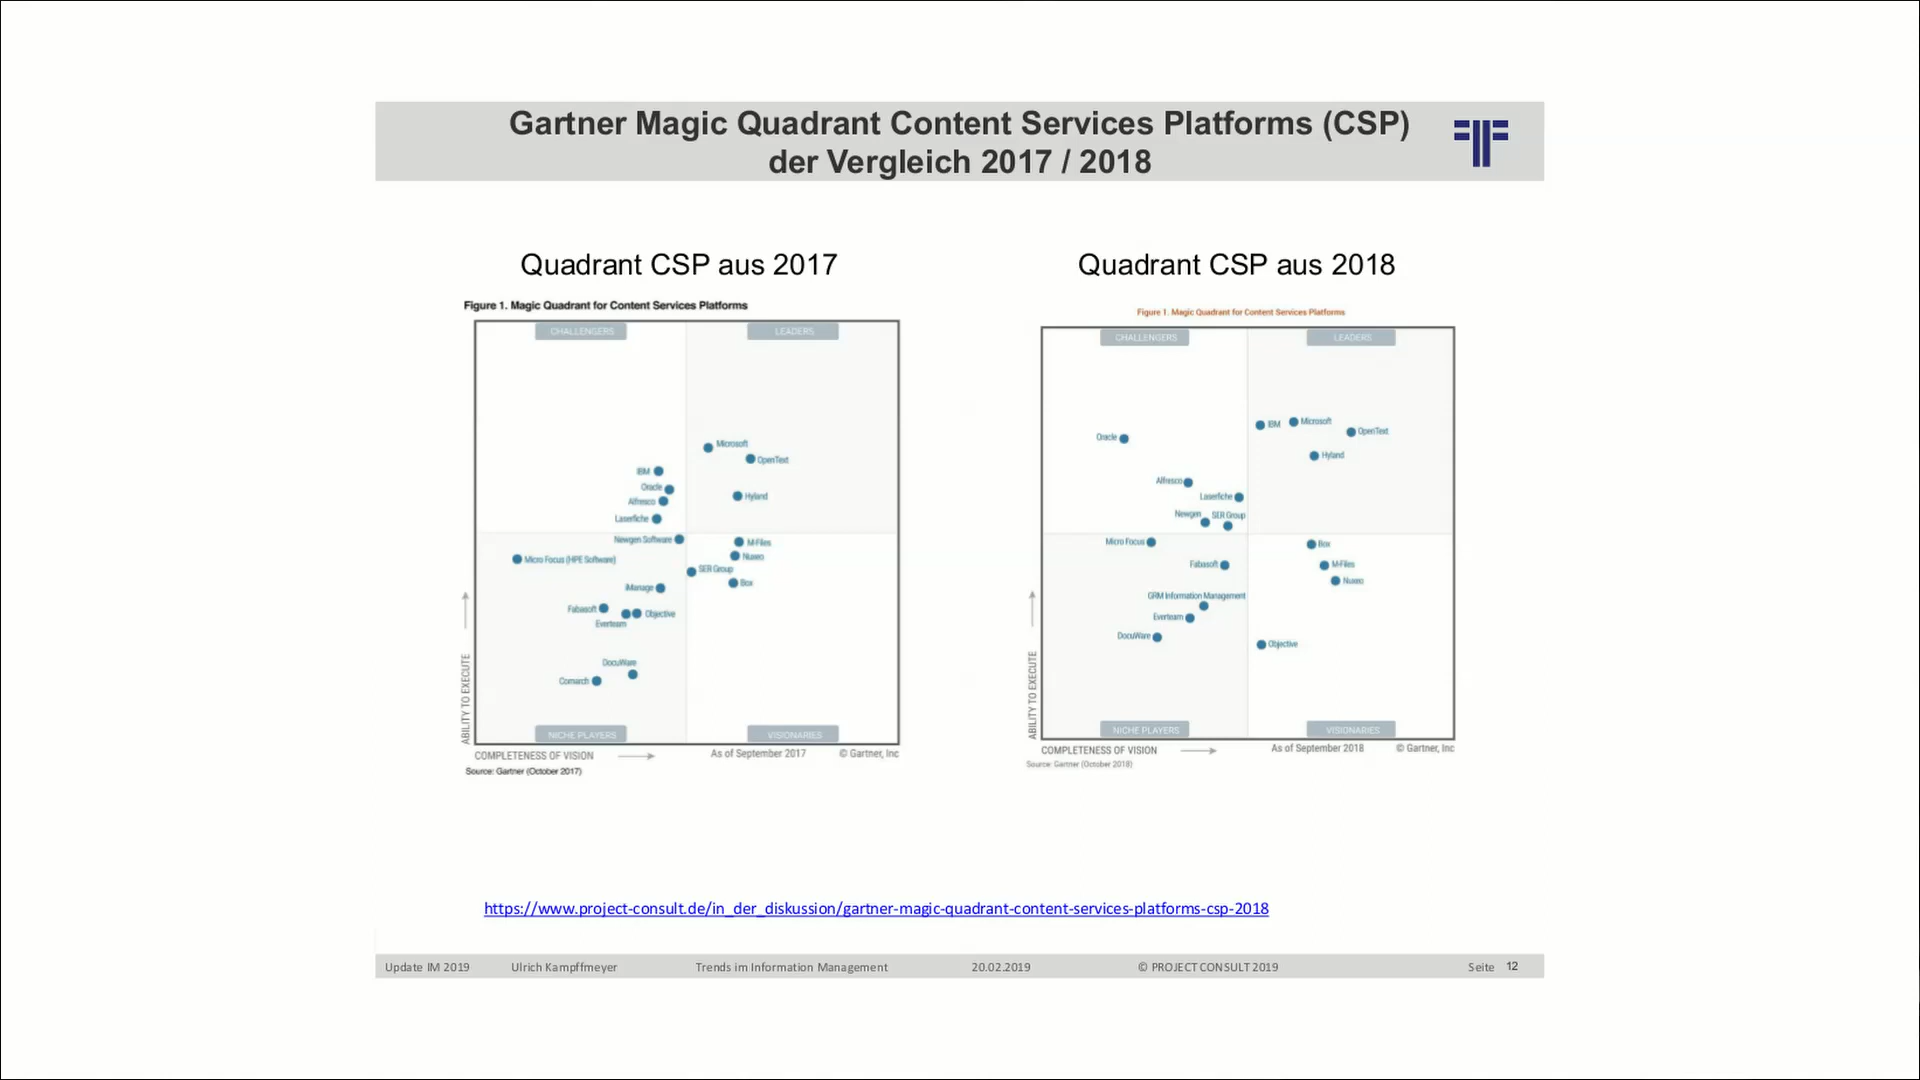 Gartner Magic Quadrant Content Services Platforms (CSP)
der Vergleich 2017 / 2018
Quadrant CSP aus 2017
Figure 1. Magic Quadrant for Content Services Platforms
CHALLENGERS
LEADERS
Microsoft
OpenText
IBM
Oracle
Hyland
Alfresco
Laserfiche
Newgen Software
M-Files
Nuxeo
Micro Focus (HPE Software)
SER Group
Box
iManage
Fabasoft
Objective
Everteam
DocuWare
Comarch
ABILITY TO EXECUTE
NICHE PLAYERS
VISIONARIES
COMPLETENESS OF VISION
As of September 2017
© Gartner, Inc
Source: Gartner (October 2017)
Quadrant CSP aus 2018
Figure 1. Magic Quadrant for Content Services Platforms
CHALLENGERS
LEADERS
IBM
Microsoft
OpenText
Oracle
Hyland
Alfresco
Laserfiche
Newgen
SER Group
Micro Focus
Box
Fabasoft
M-Files
Nuxeo
GRM Information Management
Everteam
DocuWare
Objective
ABILITY TO EXECUTE
NICHE PLAYERS
VISIONARIES
COMPLETENESS OF VISION
As of September 2018
© Gartner, Inc
Source: Gartner (October 2018)
https://www.project-consult.de/in_der_diskussion/gartner-magic-quadrant-content-services-platforms-csp-2018
Update IM 2019 Ulrich Kampffmeyer Trends im Information Management 20.02.2019 © PROJECT CONSULT 2019 Seite 12